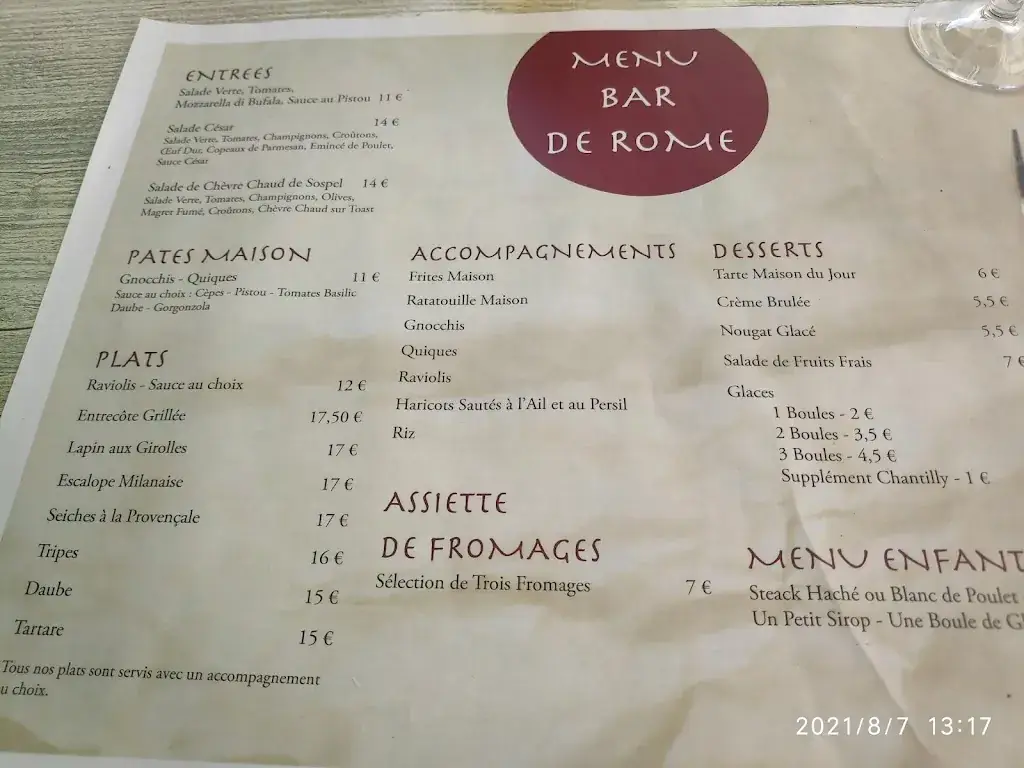 MENU
BAR
DE ROME
ENTREES
Salade Verte, Tomates,
Mozzarella di Bufala, Sauce au Pistou 11 €
Salade César 14 €
Salade Verte, Tomates, Champignons, Croûtons,
Œuf Dur, Copeaux de Parmesan, Emincé de Poulet,
Sauce César
Salade de Chèvre Chaud de Sospel 14 €
Salade Verte, Tomates, Champignons, Olives,
Magret Fumé, Croûtons, Chèvre Chaud sur Toast
PATES MAISON
Gnocchis - Quiques 11 €
Sauce au choix : Cèpes - Pistou - Tomates Basilic
Daube - Gorgonzola
PLATS
Raviolis - Sauce au choix 12 €
Entrecôte Grillée 17,50 €
Lapin aux Girolles 17 €
Escalope Milanaise 17 €
Seiches à la Provençale 17 €
Tripes 16 €
Daube 15 €
Tartare 15 €
Tous nos plats sont servis avec un accompagnement
u choix.
ACCOMPAGNEMENTS
Frites Maison
Ratatouille Maison
Gnocchis
Quiques
Raviolis
Haricots Sautés à l'Ail et au Persil
Riz
ASSIETTE
DE FROMAGES
Sélection de Trois Fromages 7 €
DESSERTS
Tarte Maison du Jour 6 €
Crème Brulée 5,5 €
Nougat Glacé 5,5 €
Salade de Fruits Frais 7 €
Glaces
1 Boules - 2 €
2 Boules - 3,5 €
3 Boules - 4,5 €
Supplément Chantilly - 1 €
MENU ENFANT
Steack Haché ou Blanc de Poulet
Un Petit Sirop - Une Boule de G
2021/8/7 13:17